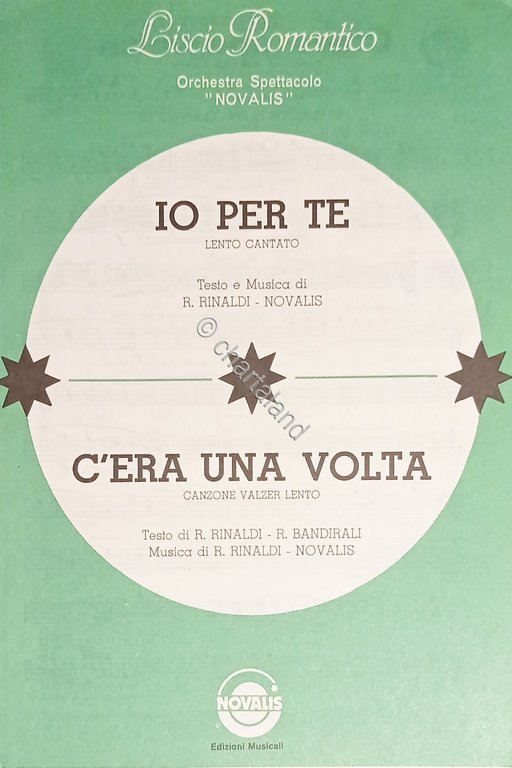 Liscio Romantico
Orchestra Spettacolo
"NOVALIS"
IO PER TE
LENTO CANTATO
Testo e Musica di
R. RINALDI - NOVALIS
© chartaland
C'ERA UNA VOLTA
CANZONE VALZER LENTO
Testo di R. RINALDI - R. BANDIRALI
Musica di R. RINALDI - NOVALIS
NOVALIS
Edizioni Musicali